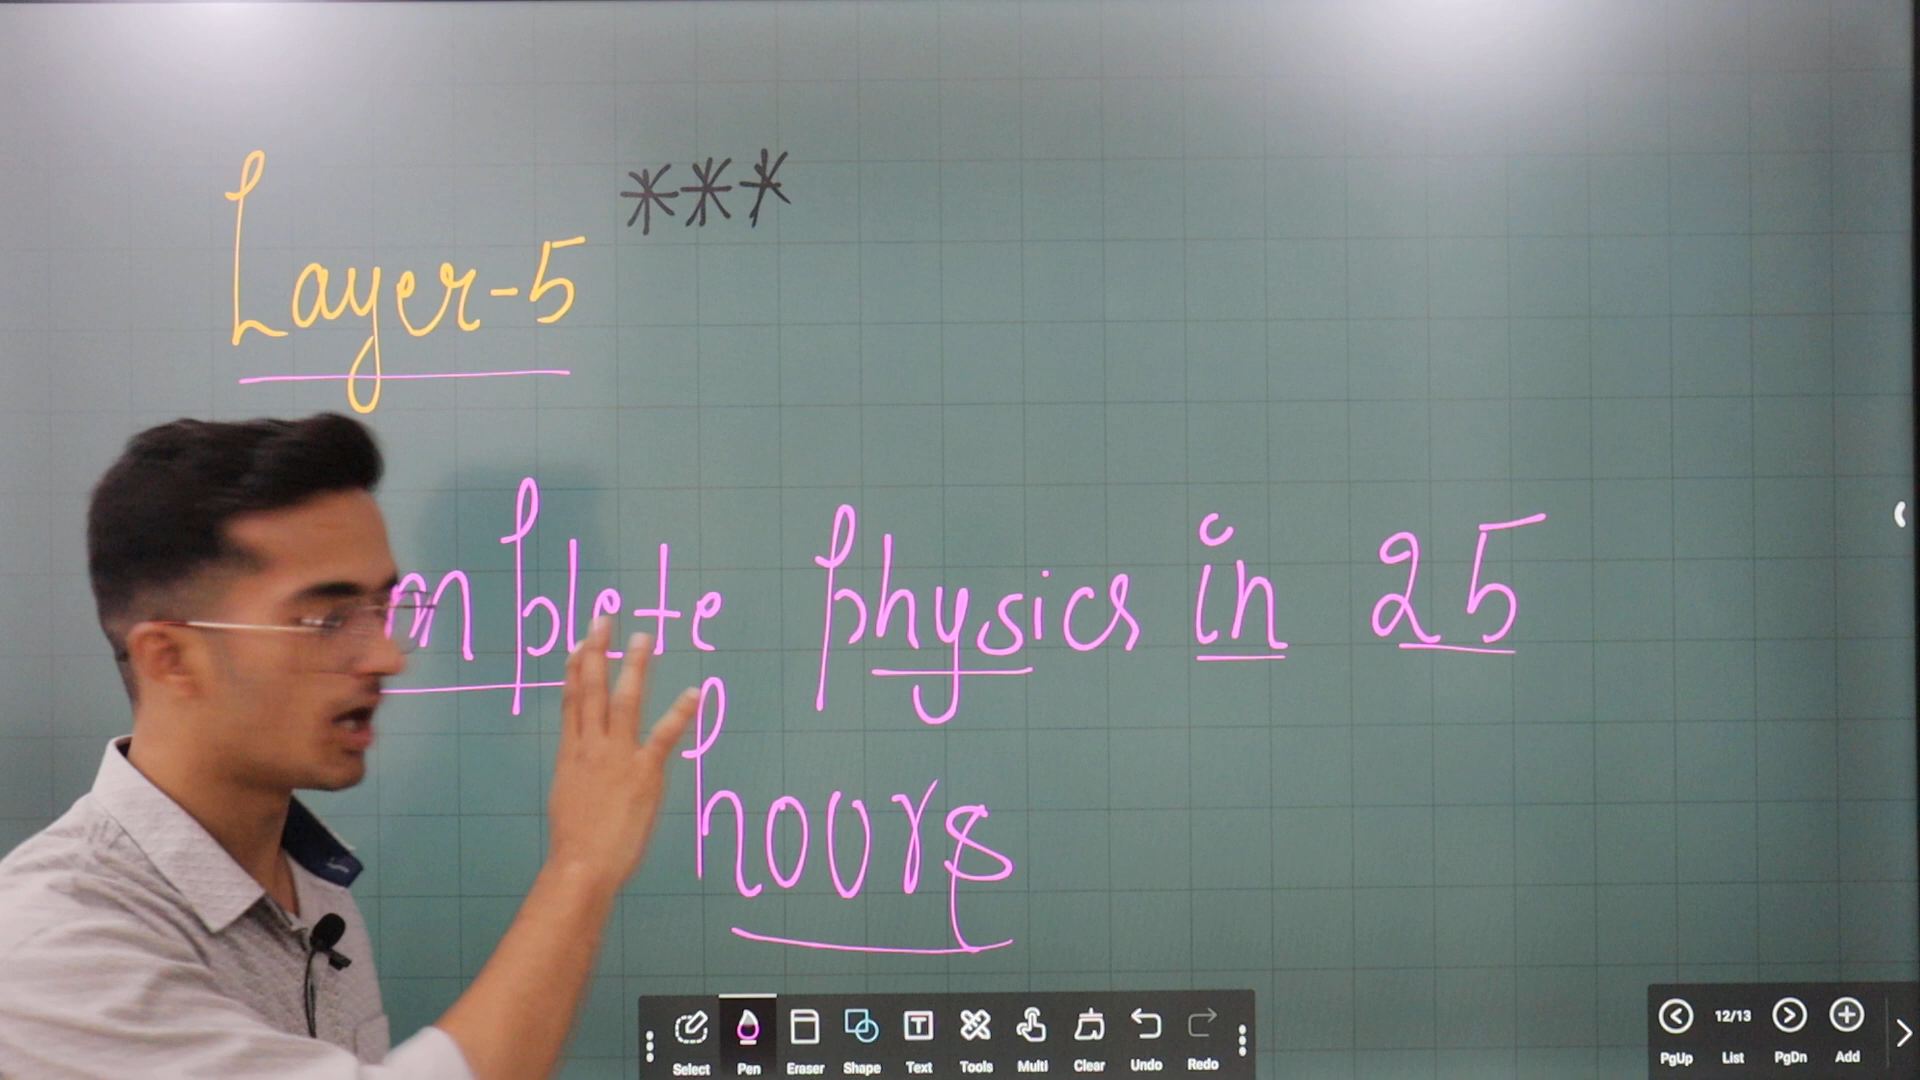 Layer-5 ***
mplete physics in 25
hours
Select Pen Eraser Shape Text Tools Multi Clear Undo Redo
12/13
PgUp List PgDn Add